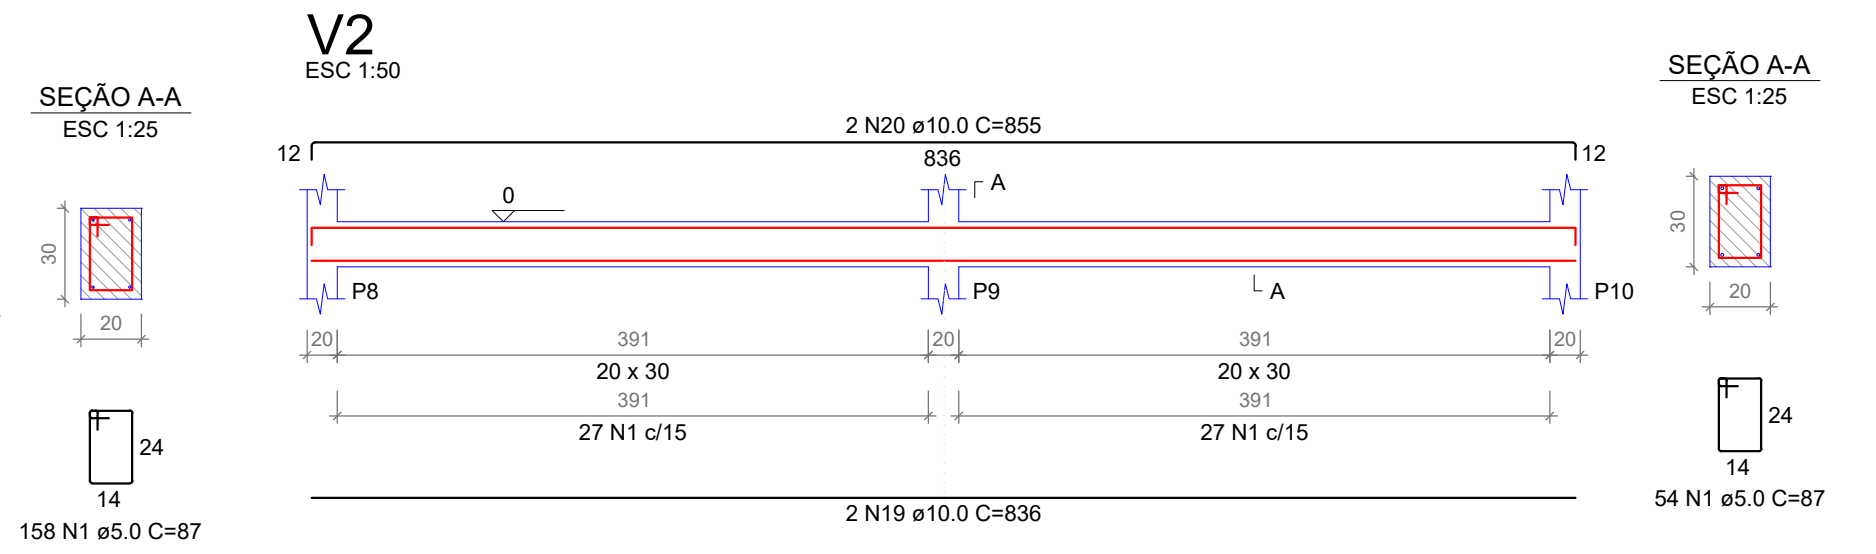 V2
ESC 1:50
SEÇÃO A-A
ESC 1:25
30
20
24
14
158 N1 ø5.0 C=87
2 N20 ø10.0 C=855
12
836
12
A
0
P8
P9
A
P10
20
391
20
391
20
20 x 30
20 x 30
391
391
27 N1 c/15
27 N1 c/15
2 N19 ø10.0 C=836
SEÇÃO A-A
ESC 1:25
30
20
24
14
54 N1 ø5.0 C=87